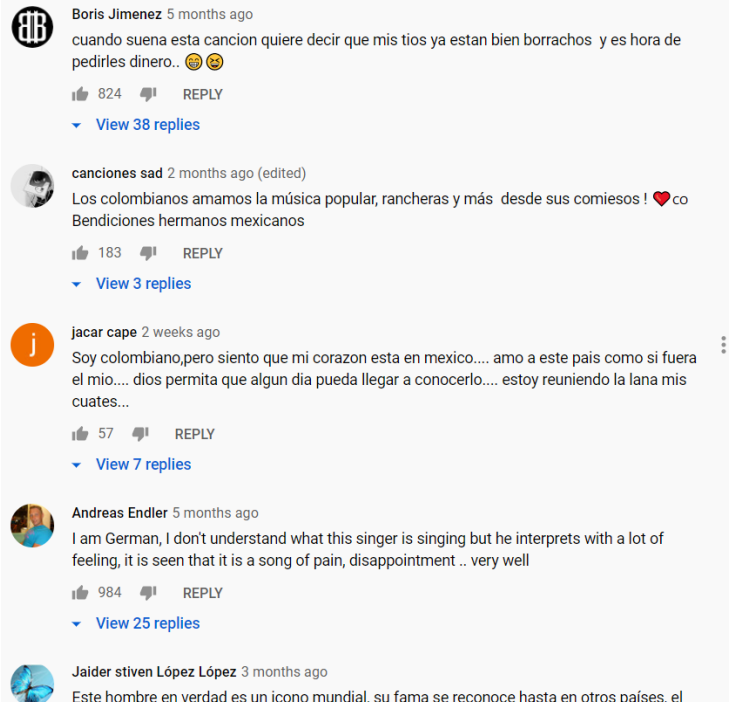 Boris Jimenez 5 months ago
cuando suena esta cancion quiere decir que mis tios ya estan bien borrachos y es hora de
pedirles dinero.. 😁😆
824 REPLY
View 38 replies
canciones sad 2 months ago (edited)
Los colombianos amamos la música popular, rancheras y más desde sus comiesos ! ❤️co
Bendiciones hermanos mexicanos
183 REPLY
View 3 replies
j
jacar cape 2 weeks ago
Soy colombiano,pero siento que mi corazon esta en mexico.... amo a este pais como si fuera
el mio.... dios permita que algun dia pueda llegar a conocerlo.... estoy reuniendo la lana mis
cuates...
57 REPLY
View 7 replies
Andreas Endler 5 months ago
I am German, I don't understand what this singer is singing but he interprets with a lot of
feeling, it is seen that it is a song of pain, disappointment .. very well
984 REPLY
View 25 replies
Jaider stiven López López 3 months ago
Este hombre en verdad es un icono mundial, su fama se reconoce hasta en otros países, el